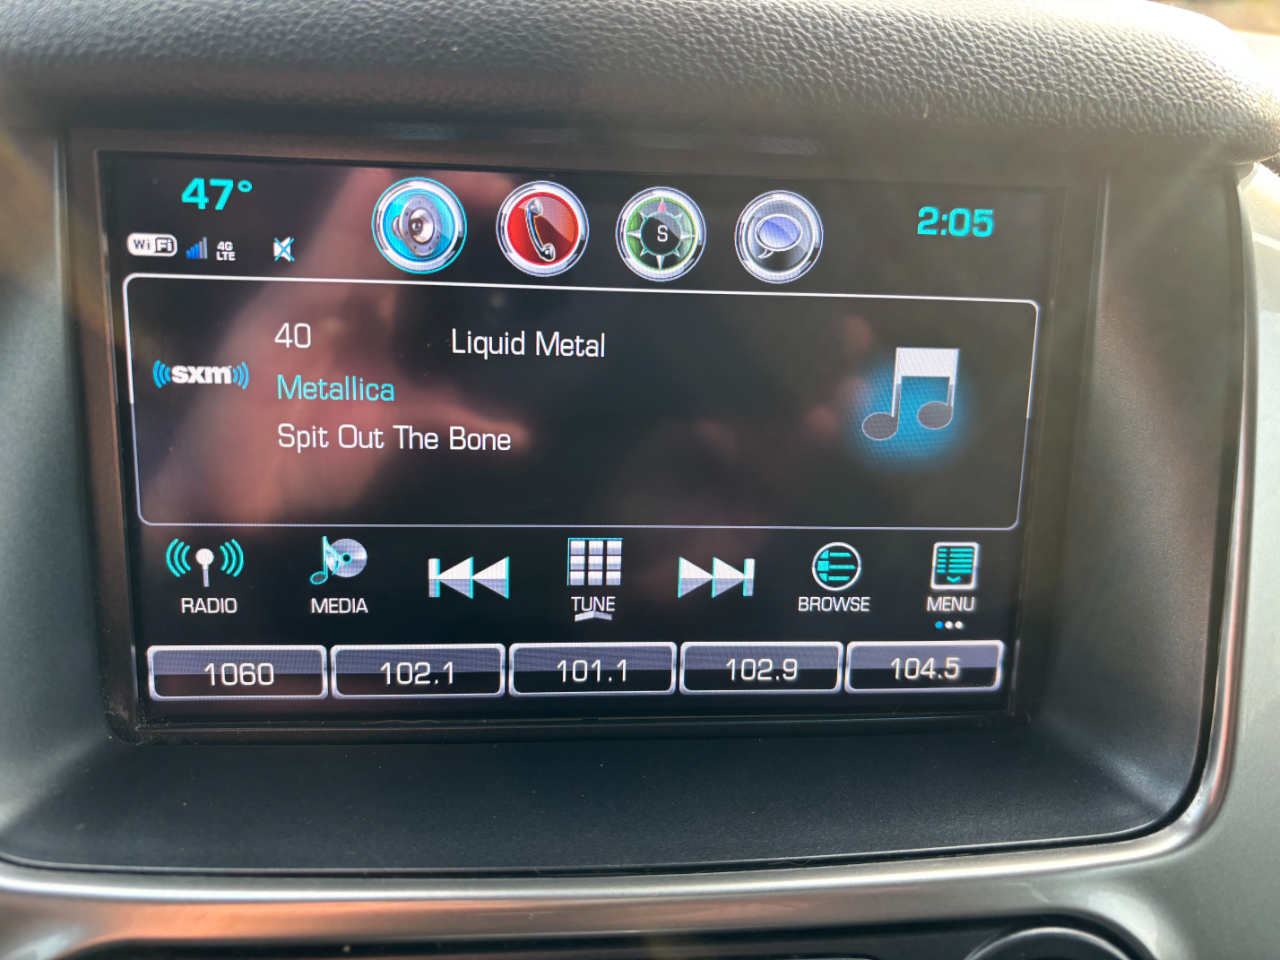 47°
2:05
WiFi 4G LTE
S
40 Liquid Metal
sxm
Metallica
Spit Out The Bone
RADIO MEDIA TUNE BROWSE MENU
1060 102.1 101.1 102.9 104.5